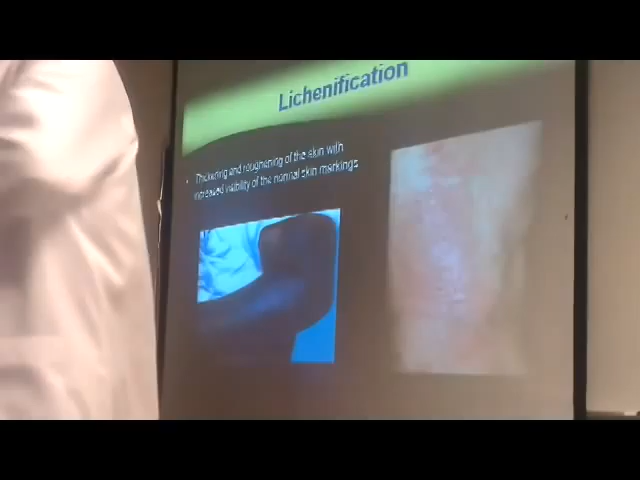 Lichenification
• Thickening and roughening of the skin with
increased visibility of the normal skin markings